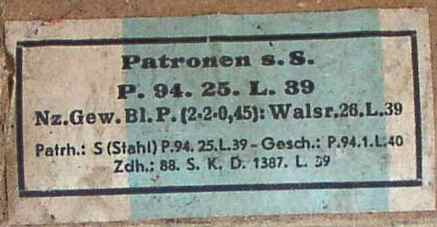 Patronen s. S.
P. 94. 25. L. 39
Nz. Gew. Bl. P. (2·2·0,45): Walsr. 26. L. 39
Patrh.: S (Stahl) P. 94. 25. L. 39 - Gesch.: P. 94. 1. L. 40
Zdh.: 88. S. K. D. 1387. L. 39